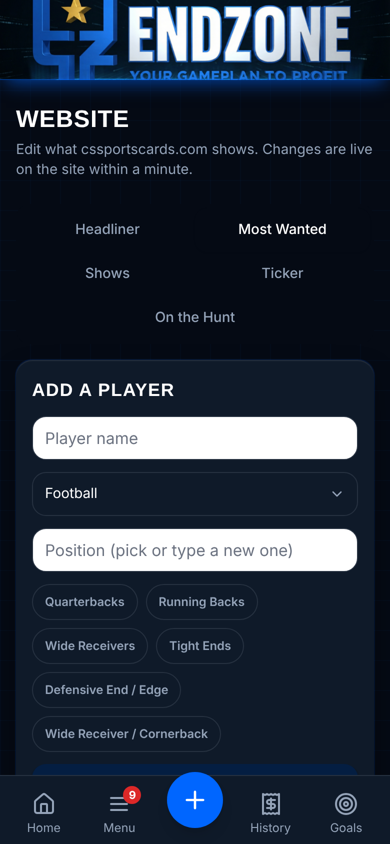 ENDZONE
YOUR GAMEPLAN TO PROFIT
WEBSITE
Edit what cssportscards.com shows. Changes are live
on the site within a minute.
Headliner
Most Wanted
Shows
Ticker
On the Hunt
ADD A PLAYER
Player name
Football
Position (pick or type a new one)
Quarterbacks
Running Backs
Wide Receivers
Tight Ends
Defensive End / Edge
Wide Receiver / Cornerback
9
Home
Menu
History
Goals